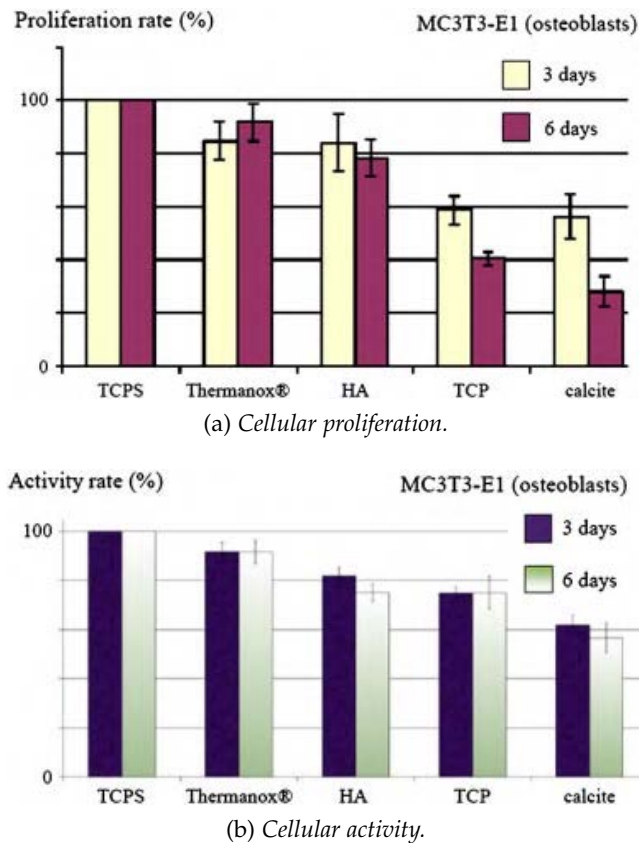 Proliferation rate (%)
MC3T3-E1 (osteoblasts)
3 days
6 days
100
0
TCPS Thermanox® HA TCP calcite
(a) Cellular proliferation.
Activity rate (%)
MC3T3-E1 (osteoblasts)
3 days
6 days
100
0
TCPS Thermanox® HA TCP calcite
(b) Cellular activity.